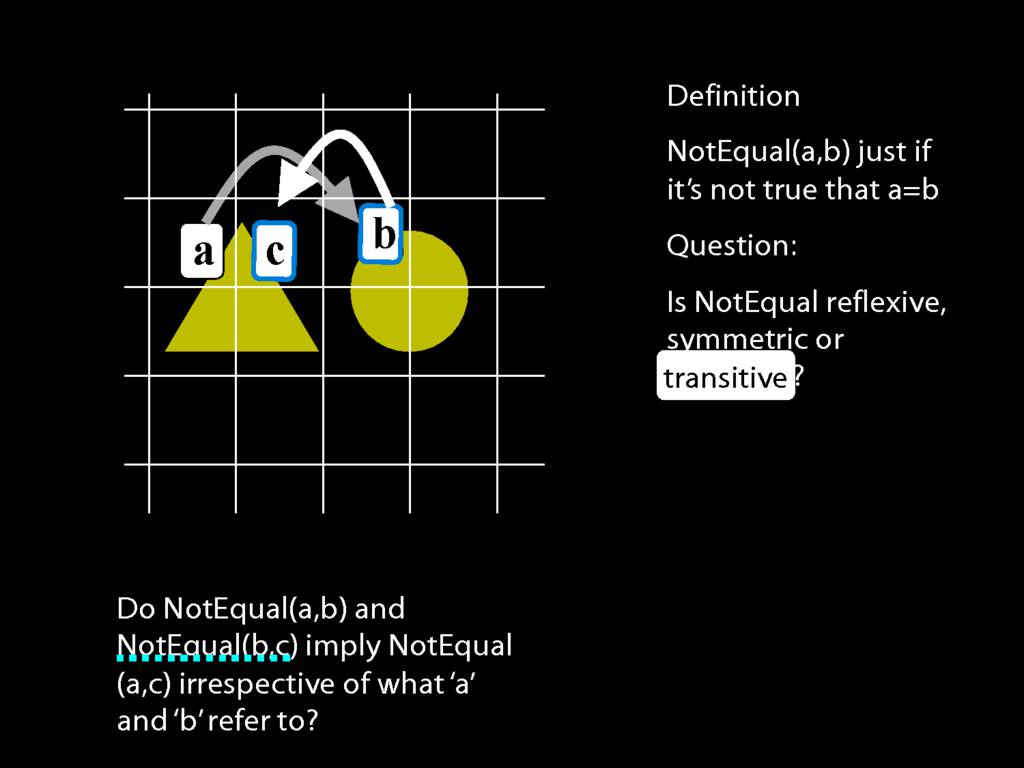 Definition
NotEqual(a,b) just if
it’s not true that a=b
Question:
Is NotEqual reflexive,
symmetric or
transitive?
a c b
Do NotEqual(a,b) and
NotEqual(b,c) imply NotEqual
(a,c) irrespective of what ‘a’
and ‘b’ refer to?